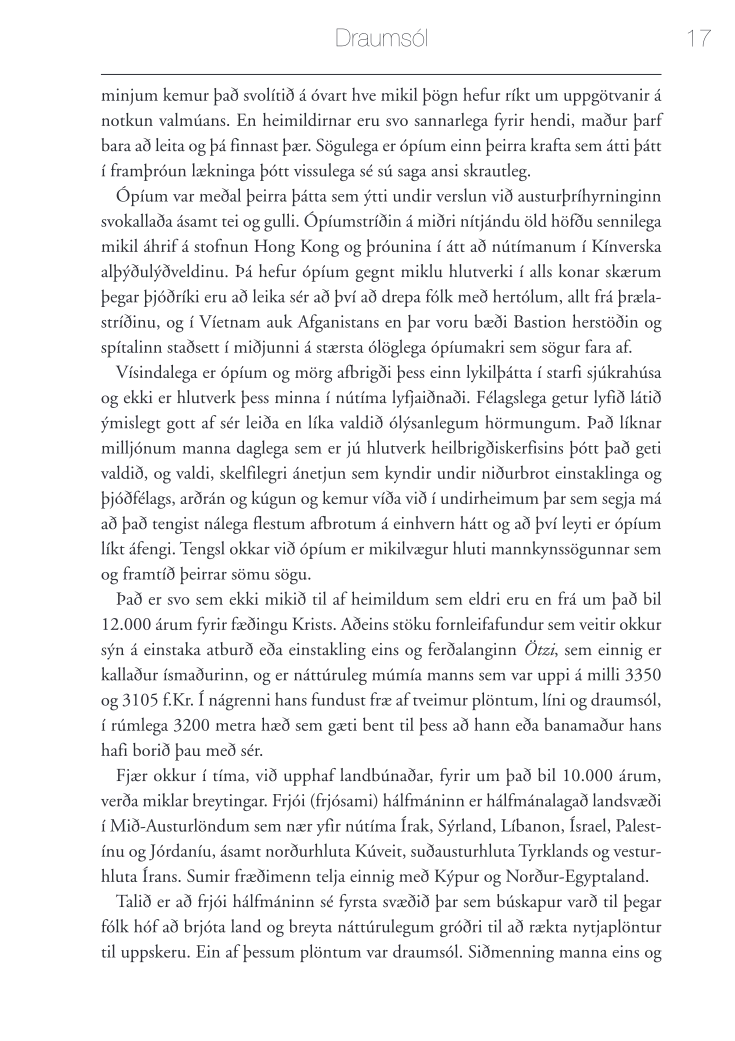 Draumsól 17
minjum kemur það svolítið á óvart hve mikil þögn hefur ríkt um uppgötvanir á
notkun valmúans. En heimildirnar eru svo sannarlega fyrir hendi, maður þarf
bara að leita og þá finnast þær. Sögulega er ópíum einn þeirra krafta sem átti þátt
í framþróun lækninga þótt vissulega sé sú saga ansi skrautleg.
Ópíum var meðal þeirra þátta sem ýtti undir verslun við austurþríhyrninginn
svokallaða ásamt tei og gulli. Ópíumstríðin á miðri nítjándu öld höfðu sennilega
mikil áhrif á stofnun Hong Kong og þróunina í átt að nútímanum í Kínverska
alþýðulýðveldinu. Þá hefur ópíum gegnt miklu hlutverki í alls konar skærum
þegar þjóðríki eru að leika sér að því að drepa fólk með hertólum, allt frá þræla-
stríðinu, og í Víetnam auk Afganistans en þar voru bæði Bastion herstöðin og
spítalinn staðsett í miðjunni á stærsta ólöglega ópíumakri sem sögur fara af.
Vísindalega er ópíum og mörg afbrigði þess einn lykilþátta í starfi sjúkrahúsa
og ekki er hlutverk þess minna í nútíma lyfjaiðnaði. Félagslega getur lyfið látið
ýmislegt gott af sér leiða en líka valdið ólýsanlegum hörmungum. Það líknar
milljónum manna daglega sem er jú hlutverk heilbrigðiskerfisins þótt það geti
valdið, og valdi, skelfilegri ánetjun sem kyndir undir niðurbrot einstaklinga og
þjóðfélags, arðrán og kúgun og kemur víða við í undirheimum þar sem segja má
að það tengist nálega flestum afbrotum á einhvern hátt og að því leyti er ópíum
líkt áfengi. Tengsl okkar við ópíum er mikilvægur hluti mannkynssögunnar sem
og framtíð þeirrar sömu sögu.
Það er svo sem ekki mikið til af heimildum sem eldri eru en frá um það bil
12.000 árum fyrir fæðingu Krists. Aðeins stöku fornleifafundur sem veitir okkur
sýn á einstaka atburð eða einstakling eins og ferðalanginn Ötzi, sem einnig er
kallaður ísmaðurinn, og er náttúruleg múmía manns sem var uppi á milli 3350
og 3105 f.Kr. Í nágrenni hans fundust fræ af tveimur plöntum, líni og draumsól,
í rúmlega 3200 metra hæð sem gæti bent til þess að hann eða banamaður hans
hafi borið þau með sér.
Fjær okkur í tíma, við upphaf landbúnaðar, fyrir um það bil 10.000 árum,
verða miklar breytingar. Frjói (frjósami) hálfmáninn er hálfmánalagað landsvæði
í Mið-Austurlöndum sem nær yfir nútíma Írak, Sýrland, Líbanon, Ísrael, Palest-
ínu og Jórdaníu, ásamt norðurhluta Kúveit, suðausturhluta Tyrklands og vestur-
hluta Írans. Sumir fræðimenn telja einnig með Kýpur og Norður-Egyptaland.
Talið er að frjói hálfmáninn sé fyrsta svæðið þar sem búskapur varð til þegar
fólk hóf að brjóta land og breyta náttúrulegum gróðri til að rækta nytjaplöntur
til uppskeru. Ein af þessum plöntum var draumsól. Siðmenning manna eins og